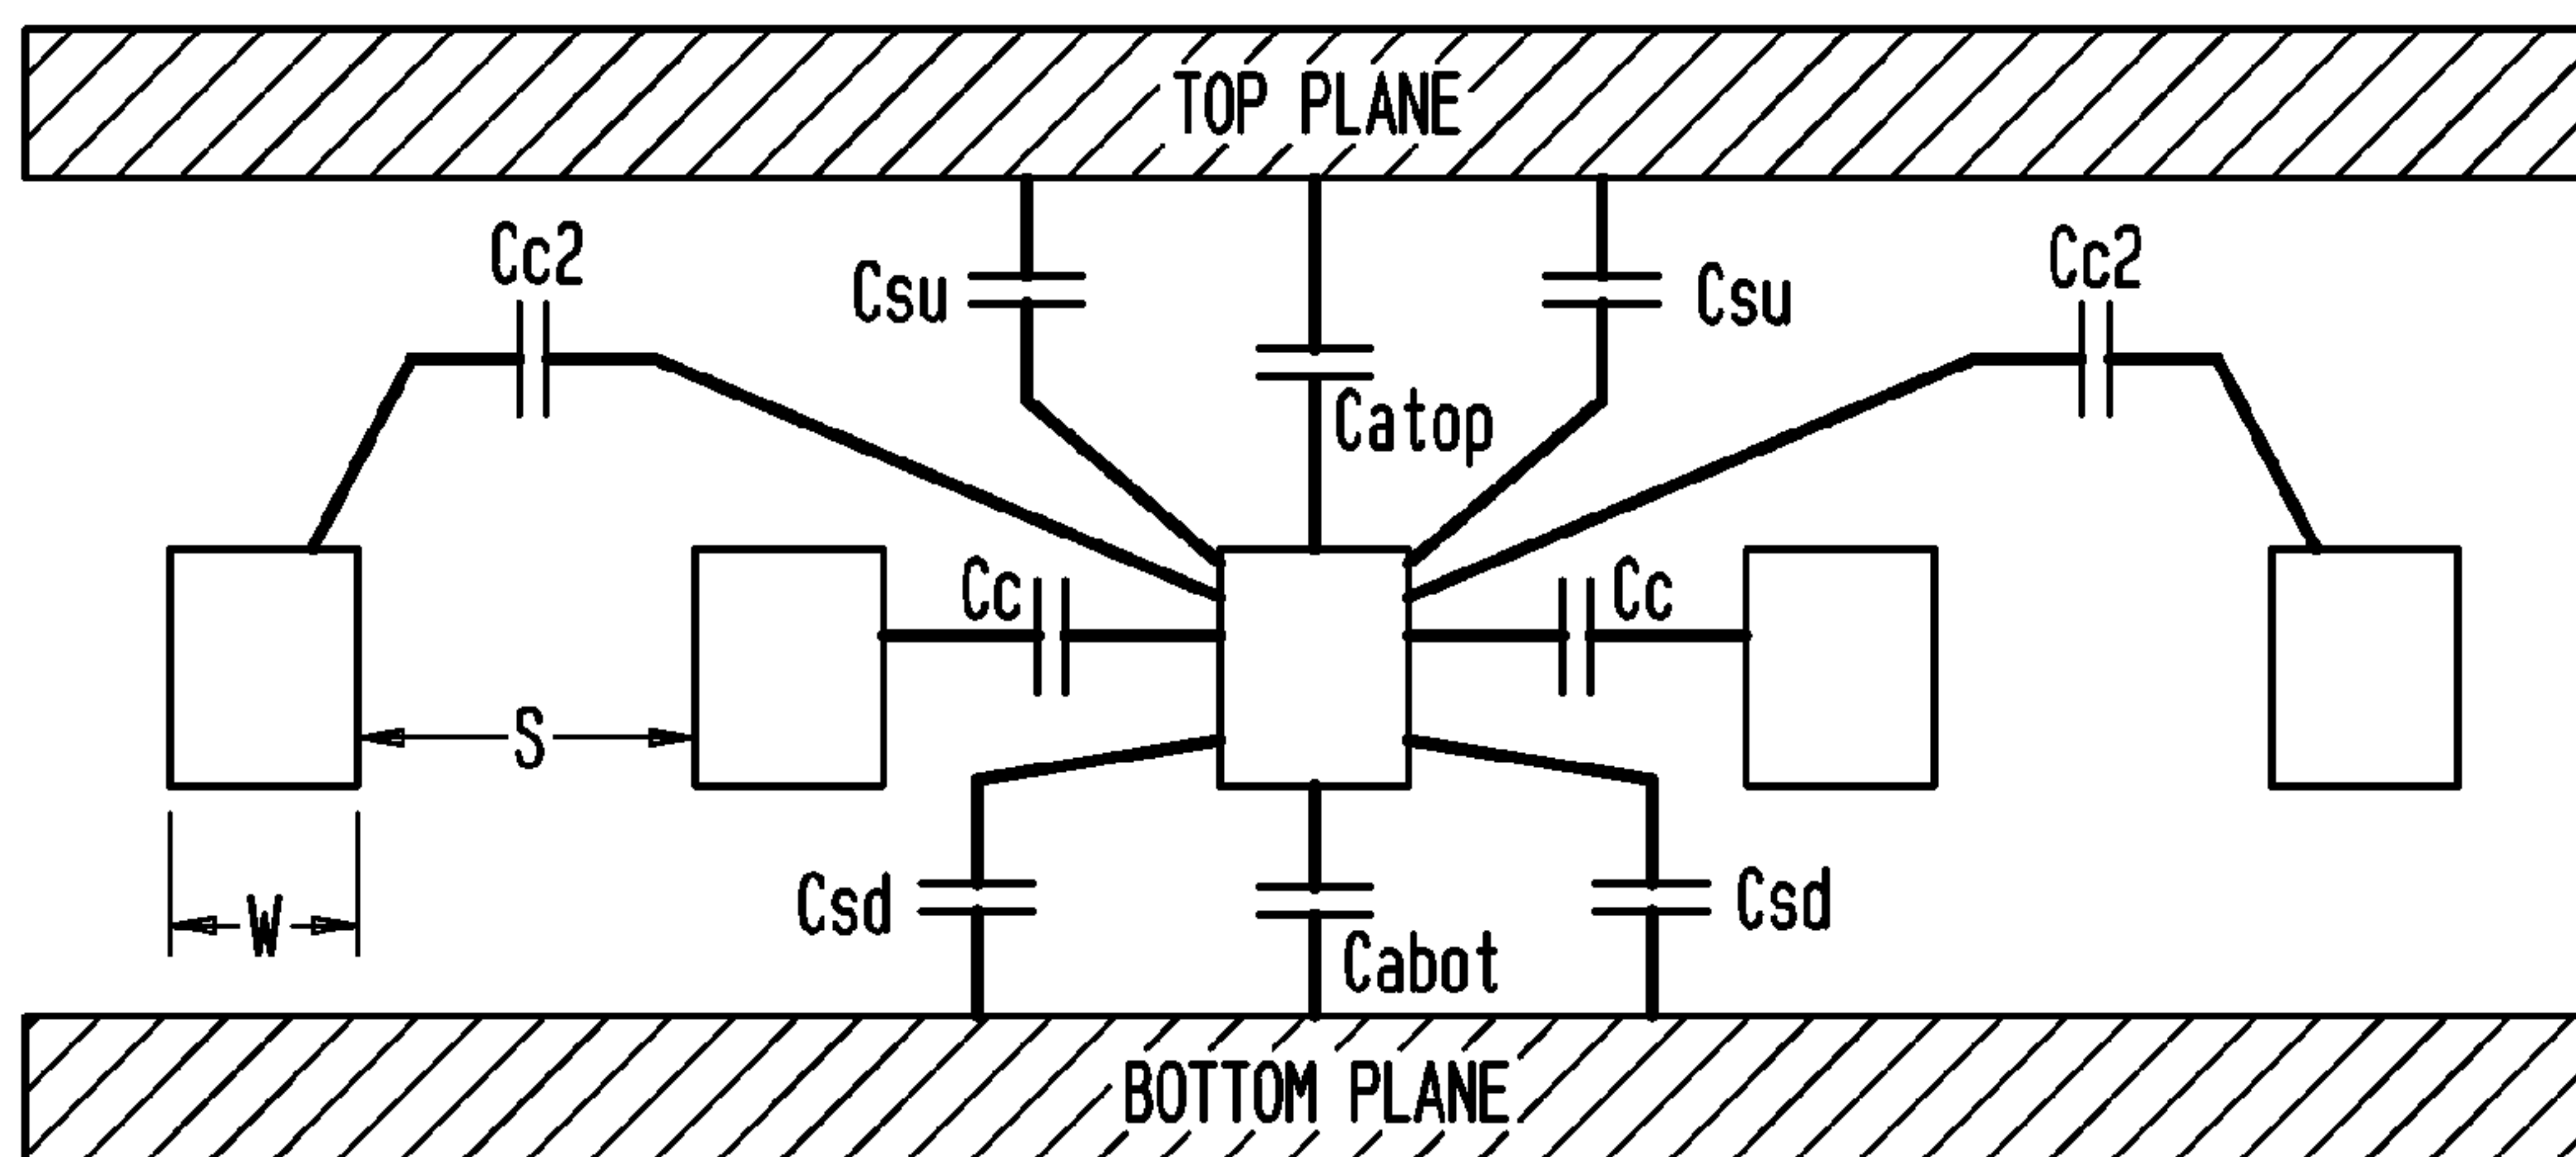 TOP PLANE
Cc2
Csu
Csu
Cc2
Catop
Cc
Cc
S
W
Csd
Csd
Cabot
BOTTOM PLANE